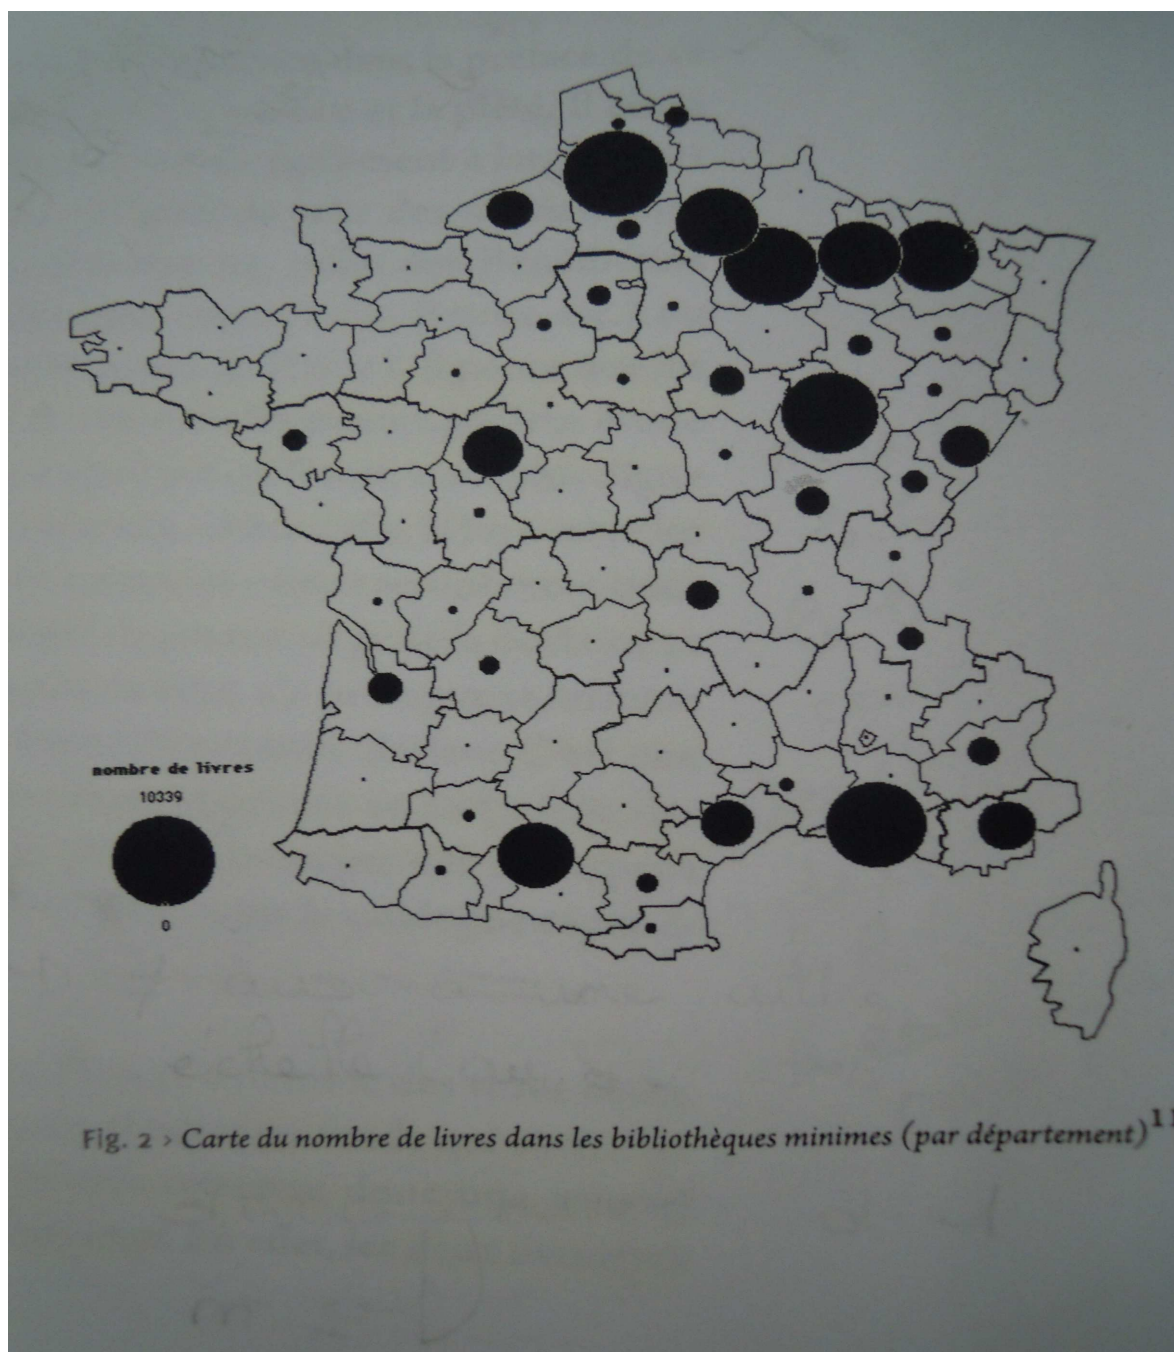 nombre de livres
10339
0
Fig. 2 › Carte du nombre de livres dans les bibliothèques minimes (par département)